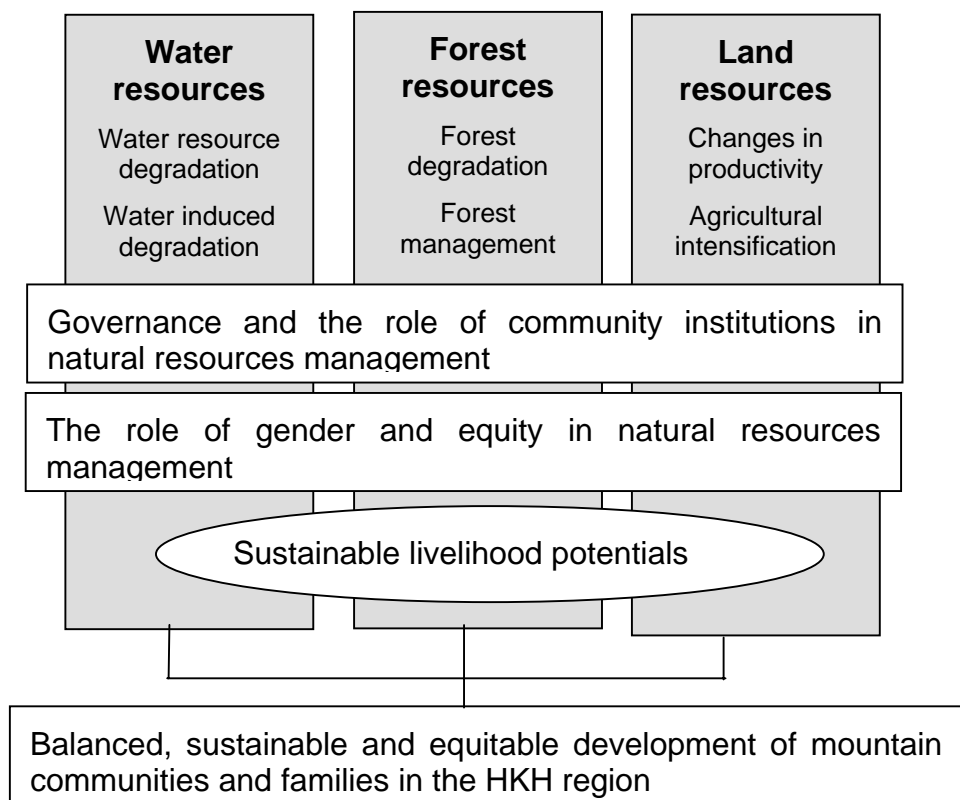 Water
resources
Water resource
degradation
Water induced
degradation
Forest
resources
Forest
degradation
Forest
management
Land
resources
Changes in
productivity
Agricultural
intensification
Governance and the role of community institutions in
natural resources management
The role of gender and equity in natural resources
management
Sustainable livelihood potentials
Balanced, sustainable and equitable development of mountain
communities and families in the HKH region